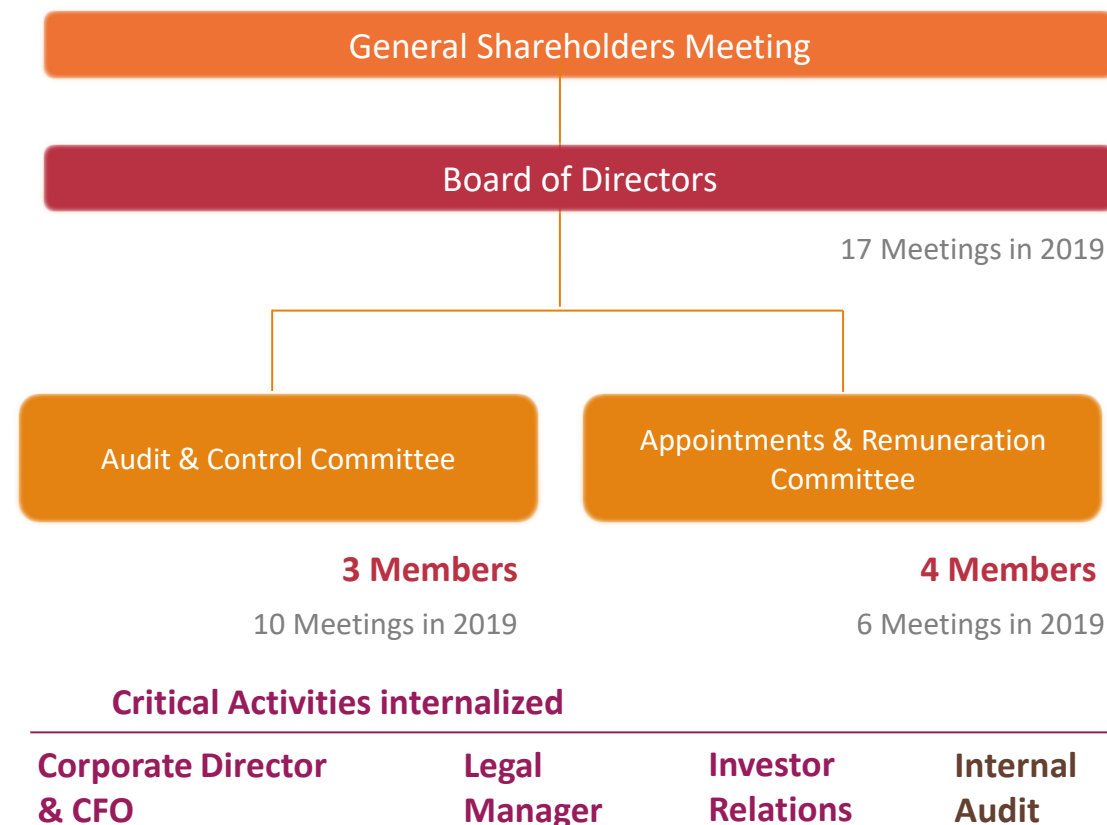 General Shareholders Meeting
Board of Directors
17 Meetings in 2019
Audit & Control Committee
Appointments & Remuneration
Committee
3 Members
4 Members
10 Meetings in 2019
6 Meetings in 2019
Critical Activities internalized
Corporate Director
& CFO
Legal
Manager
Investor
Relations
Internal
Audit